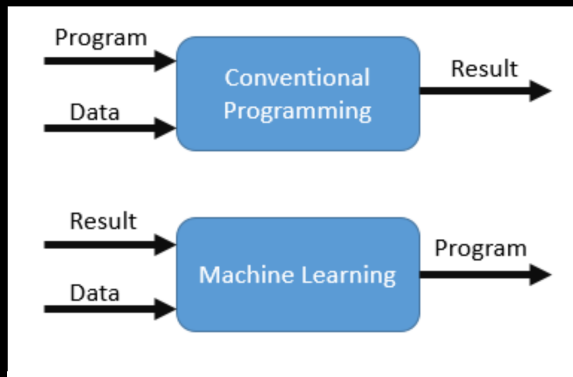 Program
Data
Conventional
Programming
Result
Result
Data
Machine Learning
Program